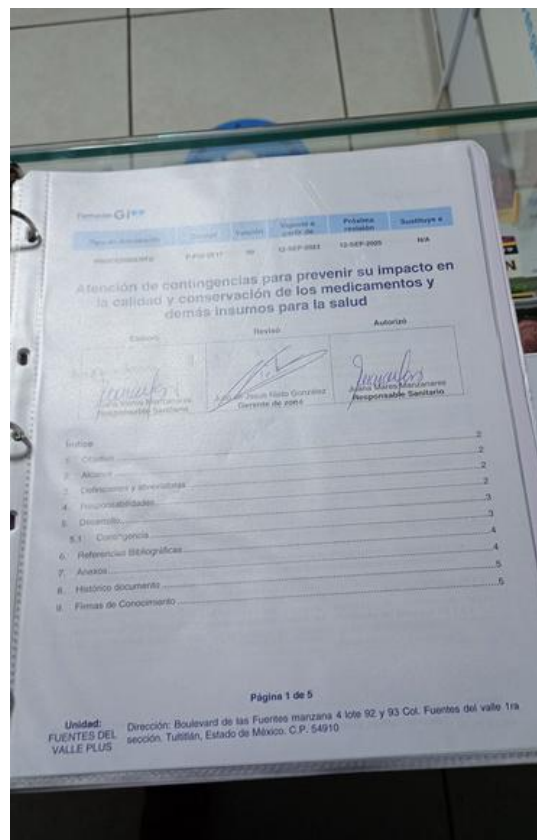 Farmacias GI
Tipo de documento Versión Vigente a partir de Próxima revisión Sustituye a
PROCEDIMIENTO 12-SEP-2023 12-SEP-2025 N/A
Atención de contingencias para prevenir su impacto en
la calidad y conservación de los medicamentos y
demás insumos para la salud
Elaboró Revisó Autorizó
Jesus Nieto González
Responsable Sanitario Gerente de zona Responsable Sanitario
Índice
1. Objetivo 2
2. Alcance 2
3. Definiciones y abreviaturas 2
4. Responsabilidades 2
5. Desarrollo 3
5.1 Contingencia 3
6. Referencias Bibliográficas 4
7. Anexos 4
8. Histórico documento 5
9. Firmas de Conocimiento 5
Página 1 de 5
Unidad:
FUENTES DEL
VALLE PLUS
Dirección: Boulevard de las Fuentes manzana 4 lote 92 y 93 Col. Fuentes del valle 1ra
sección. Tultitlán, Estado de México. C.P. 54910